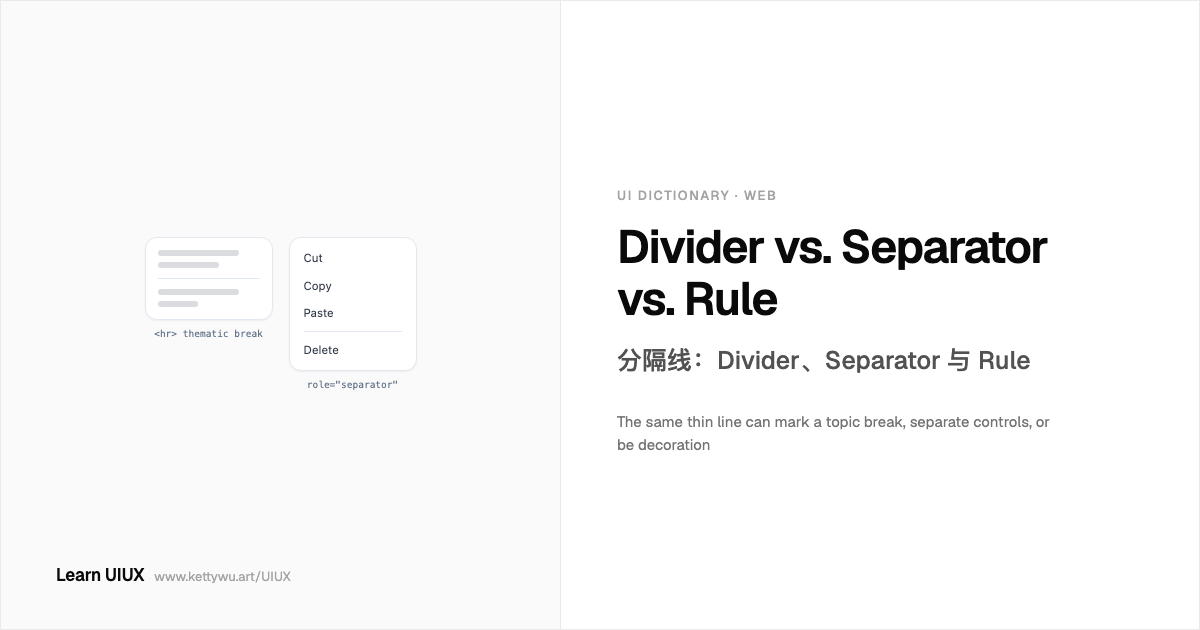 Cut
Copy
Paste
Delete
<hr> thematic break
role="separator"
Learn UIUX www.kettywu.art/UIUX
UI DICTIONARY · WEB
Divider vs. Separator
vs. Rule
分隔线：Divider、Separator 与 Rule
The same thin line can mark a topic break, separate controls, or
be decoration